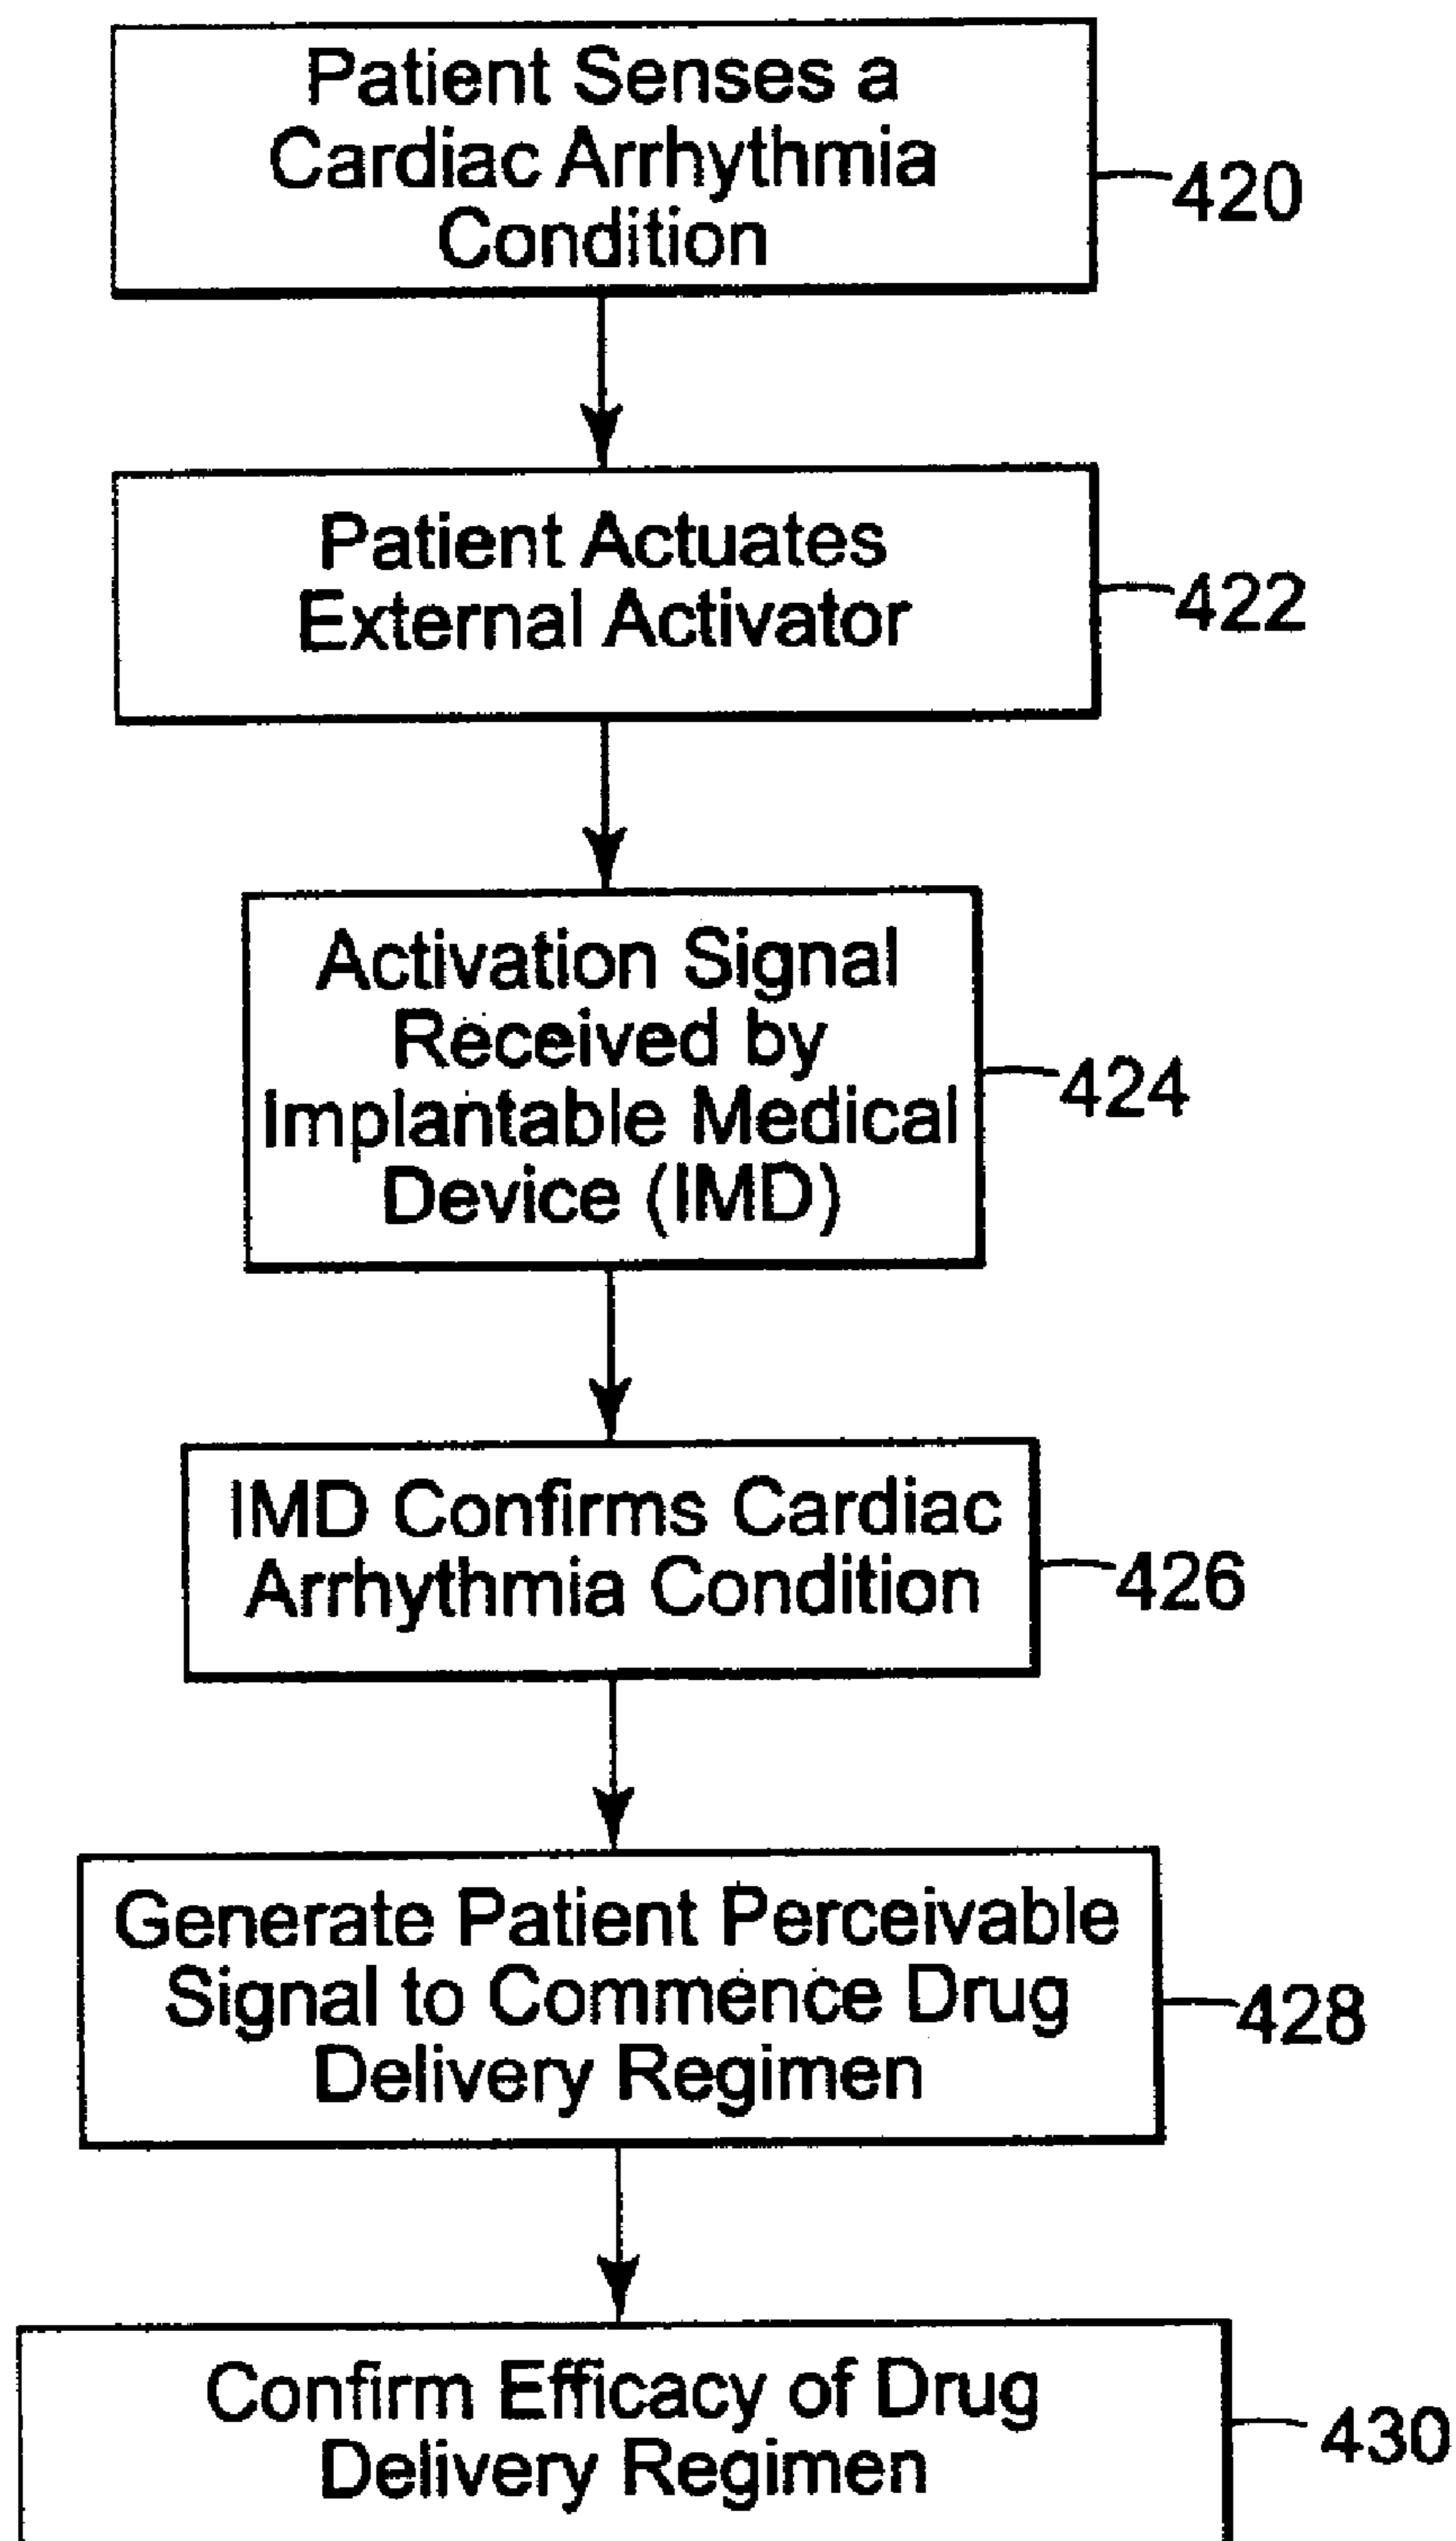 Patient Senses a
Cardiac Arrhythmia
Condition
420
Patient Actuates
External Activator
422
Activation Signal
Received by
Implantable Medical
Device (IMD)
424
IMD Confirms Cardiac
Arrhythmia Condition
426
Generate Patient Perceivable
Signal to Commence Drug
Delivery Regimen
428
Confirm Efficacy of Drug
Delivery Regimen
430